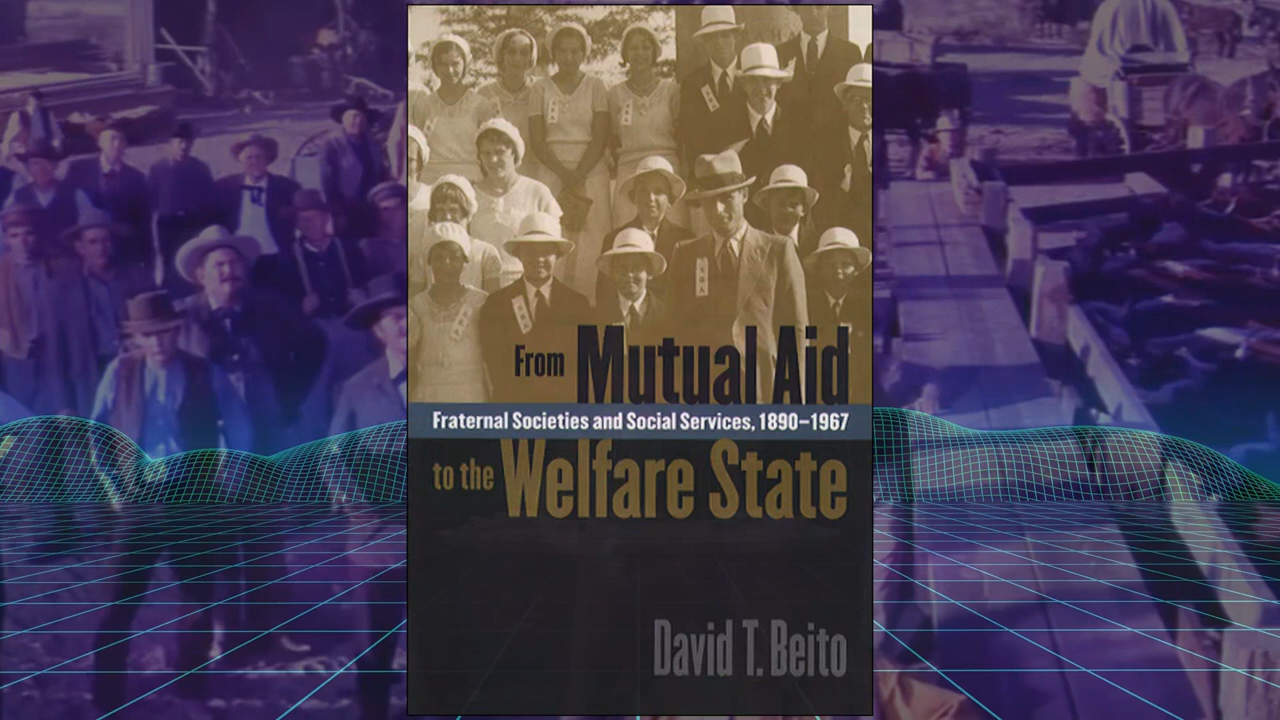 From Mutual Aid
Fraternal Societies and Social Services, 1890–1967
to the Welfare State
David T. Beito